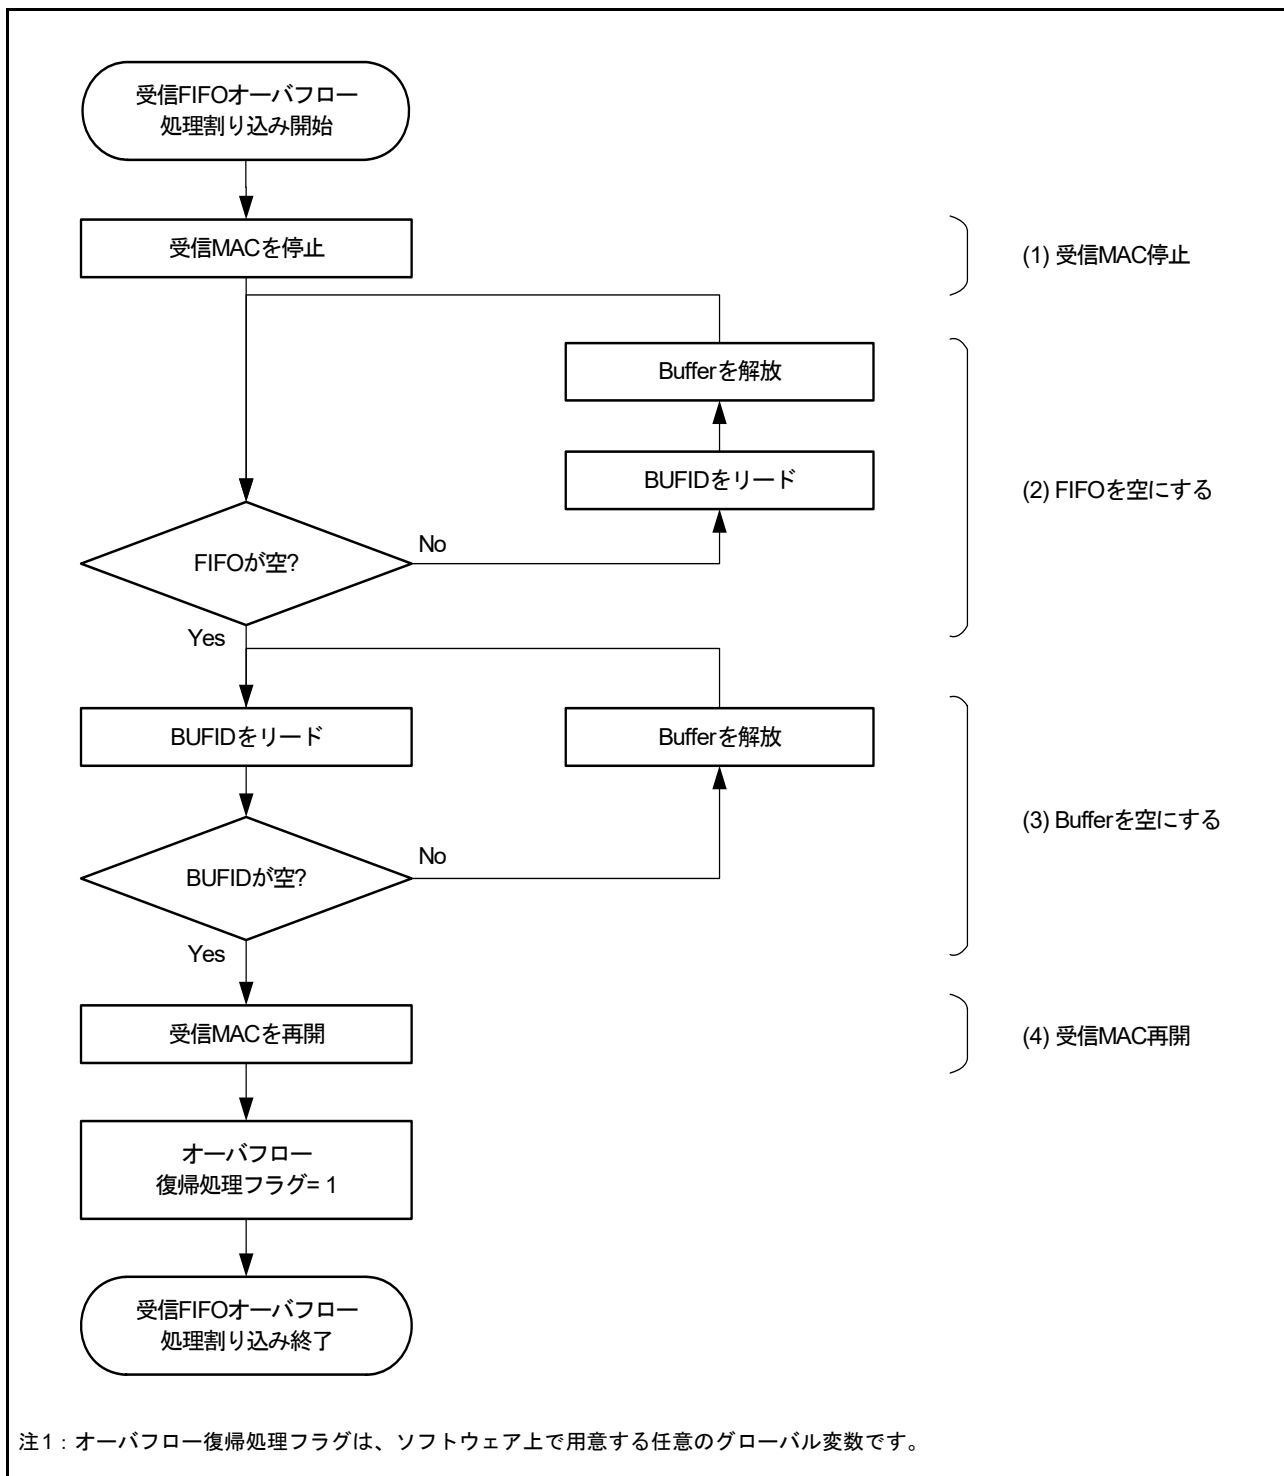 受信FIFOオーバフロー
処理割り込み開始
受信MACを停止
(1) 受信MAC停止
Bufferを解放
BUFIDをリード
(2) FIFOを空にする
FIFOが空?
No
Yes
BUFIDをリード
Bufferを解放
(3) Bufferを空にする
BUFIDが空?
No
Yes
受信MACを再開
(4) 受信MAC再開
オーバフロー
復帰処理フラグ= 1
受信FIFOオーバフロー
処理割り込み終了
注1：オーバフロー復帰処理フラグは、ソフトウェア上で用意する任意のグローバル変数です。